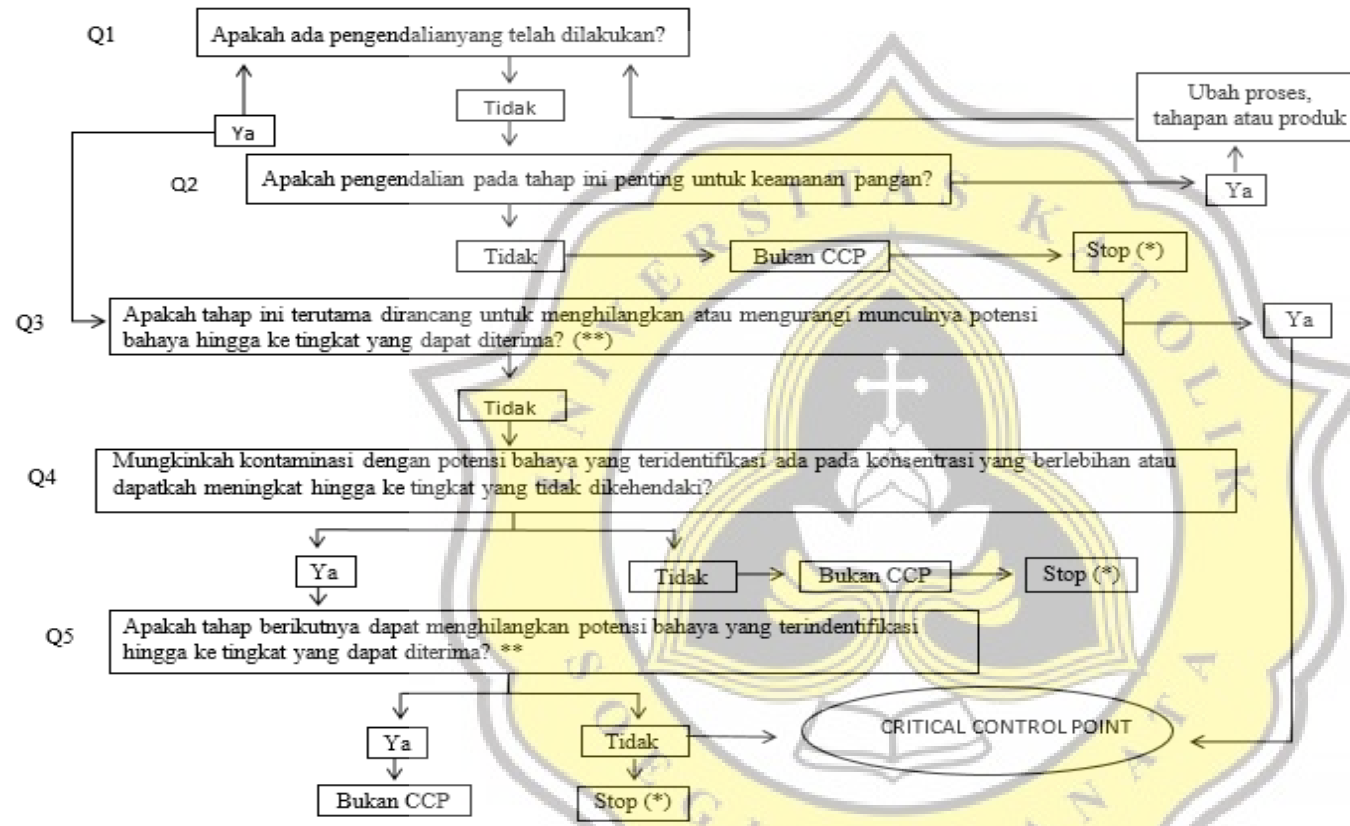 Q1
Apakah ada pengendalianyang telah dilakukan?
Tidak
Ya
Ubah proses,
tahapan atau produk
Q2
Apakah pengendalian pada tahap ini penting untuk keamanan pangan?
Ya
Tidak
Bukan CCP
Stop (*)
Q3
Apakah tahap ini terutama dirancang untuk menghilangkan atau mengurangi munculnya potensi
bahaya hingga ke tingkat yang dapat diterima? (**)
Ya
Tidak
Q4
Mungkinkah kontaminasi dengan potensi bahaya yang teridentifikasi ada pada konsentrasi yang berlebihan atau
dapatkah meningkat hingga ke tingkat yang tidak dikehendaki?
Ya
Tidak
Bukan CCP
Stop (*)
Q5
Apakah tahap berikutnya dapat menghilangkan potensi bahaya yang terindentifikasi
hingga ke tingkat yang dapat diterima? **
Ya
Tidak
CRITICAL CONTROL POINT
Bukan CCP
Stop (*)
UNIVERSITAS KATOLIK